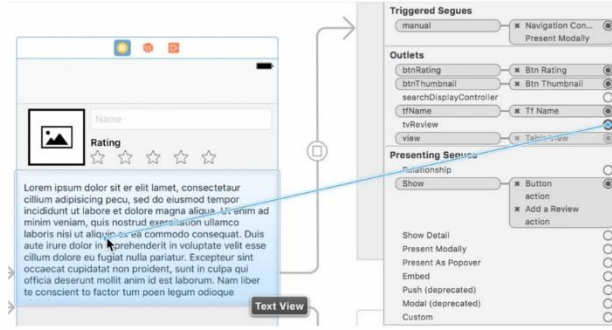 Name
Rating
Lorem ipsum dolor sit er elit lamet, consectetaur
cillium adipisicing pecu, sed do eiusmod tempor
incididunt ut labore et dolore magna aliqua. Ut enim ad
minim veniam, quis nostrud exercitation ullamco
laboris nisi ut aliquip ex ea commodo consequat. Duis
aute irure dolor in reprehenderit in voluptate velit esse
cillum dolore eu fugiat nulla pariatur. Excepteur sint
occaecat cupidatat non proident, sunt in culpa qui
officia deserunt mollit anim id est laborum. Nam liber
te conscient to factor tum poen legum odioque
Text View
Triggered Segues
manual
Navigation Con...
Present Modally
Outlets
btnRating
Btn Rating
btnThumbnail
Btn Thumbnail
searchDisplayController
tfName
Tf Name
tvReview
view
Table View
Presenting Segues
Relationship
Show
Button
action
Add a Review
action
Show Detail
Present Modally
Present As Popover
Embed
Push (deprecated)
Modal (deprecated)
Custom